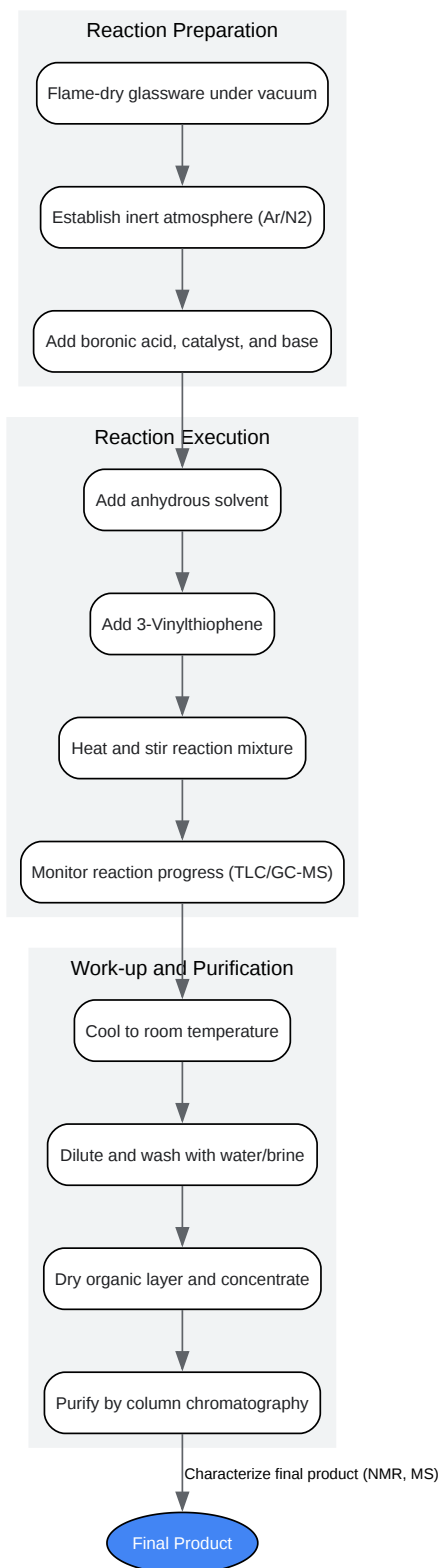 Reaction Preparation
Flame-dry glassware under vacuum
Establish inert atmosphere (Ar/N2)
Add boronic acid, catalyst, and base
Reaction Execution
Add anhydrous solvent
Add 3-Vinylthiophene
Heat and stir reaction mixture
Monitor reaction progress (TLC/GC-MS)
Work-up and Purification
Cool to room temperature
Dilute and wash with water/brine
Dry organic layer and concentrate
Purify by column chromatography
Characterize final product (NMR, MS)
Final Product